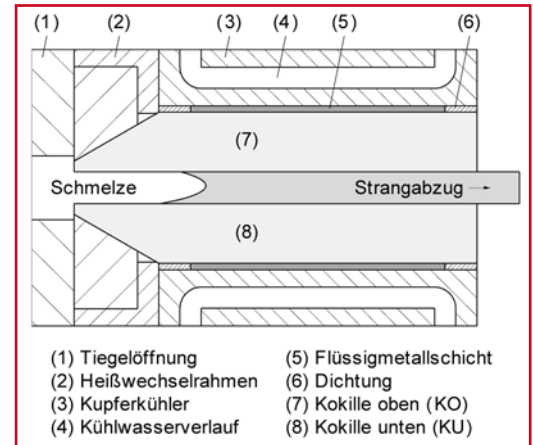 (1) (2) (3) (4) (5) (6)
(7)
Schmelze Strangabzug →
(8)
(1) Tiegelöffnung (5) Flüssigmetallschicht
(2) Heißwechselrahmen (6) Dichtung
(3) Kupferkühler (7) Kokille oben (KO)
(4) Kühlwasserverlauf (8) Kokille unten (KU)